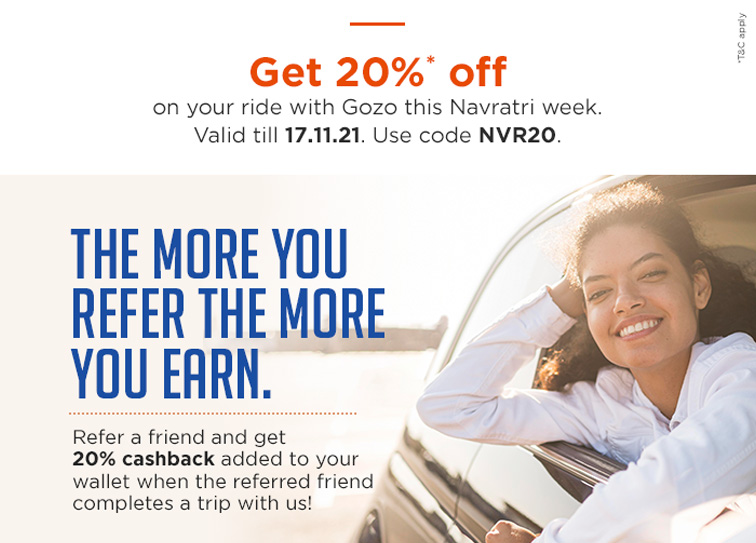 *T&C apply
Get 20%* off
on your ride with Gozo this Navratri week.
Valid till 17.11.21. Use code NVR20.
THE MORE YOU
REFER THE MORE
YOU EARN.
Refer a friend and get
20% cashback added to your
wallet when the referred friend
completes a trip with us!